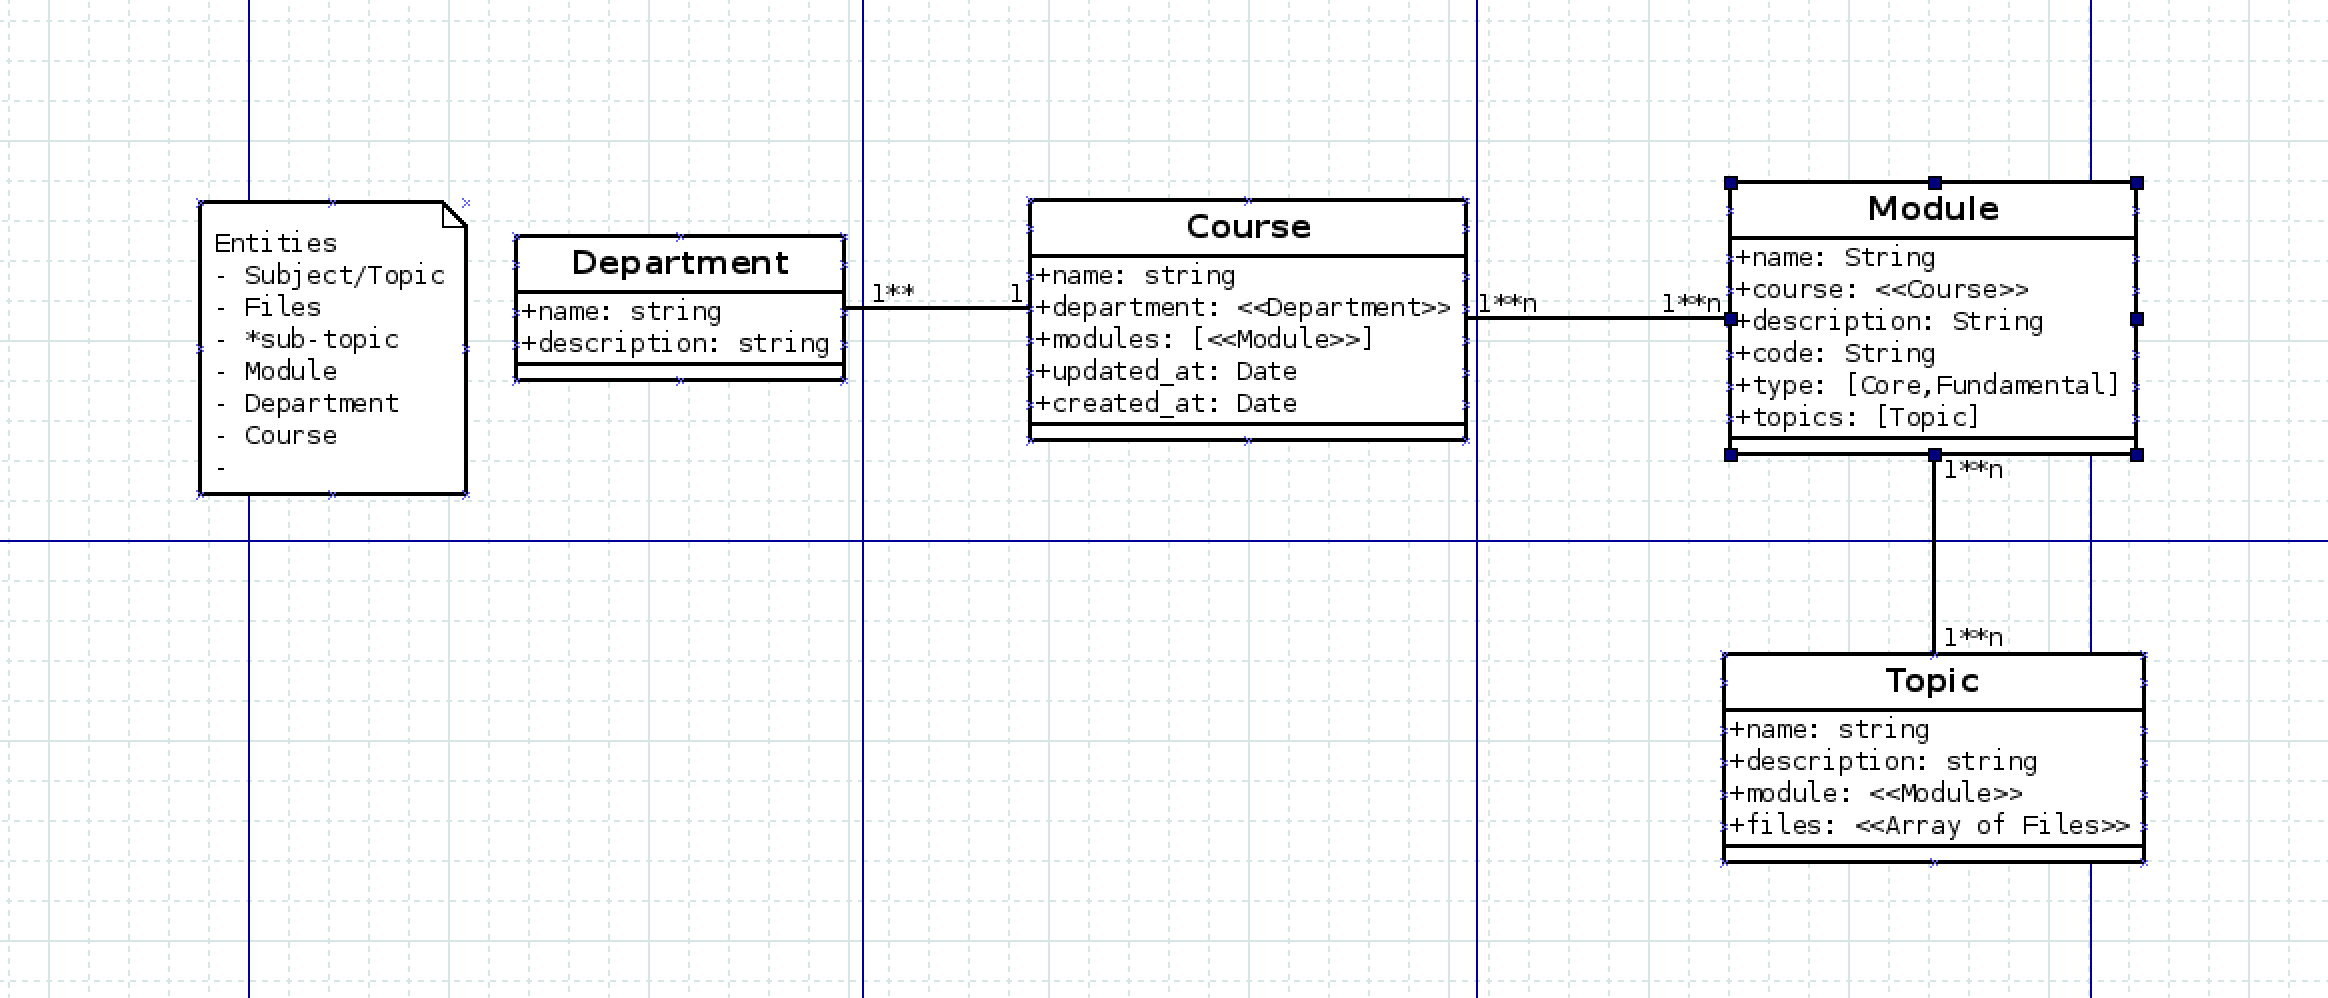 Entities
- Subject/Topic
- Files
- *sub-topic
- Module
- Department
- Course
-
Department
+name: string
+description: string
1**
1
Course
+name: string
+department: <<Department>>
+modules: [<<Module>>]
+updated_at: Date
+created_at: Date
1**n
1**n
Module
+name: String
+course: <<Course>>
+description: String
+code: String
+type: [Core,Fundamental]
+topics: [Topic]
1**n
1**n
Topic
+name: string
+description: string
+module: <<Module>>
+files: <<Array of Files>>